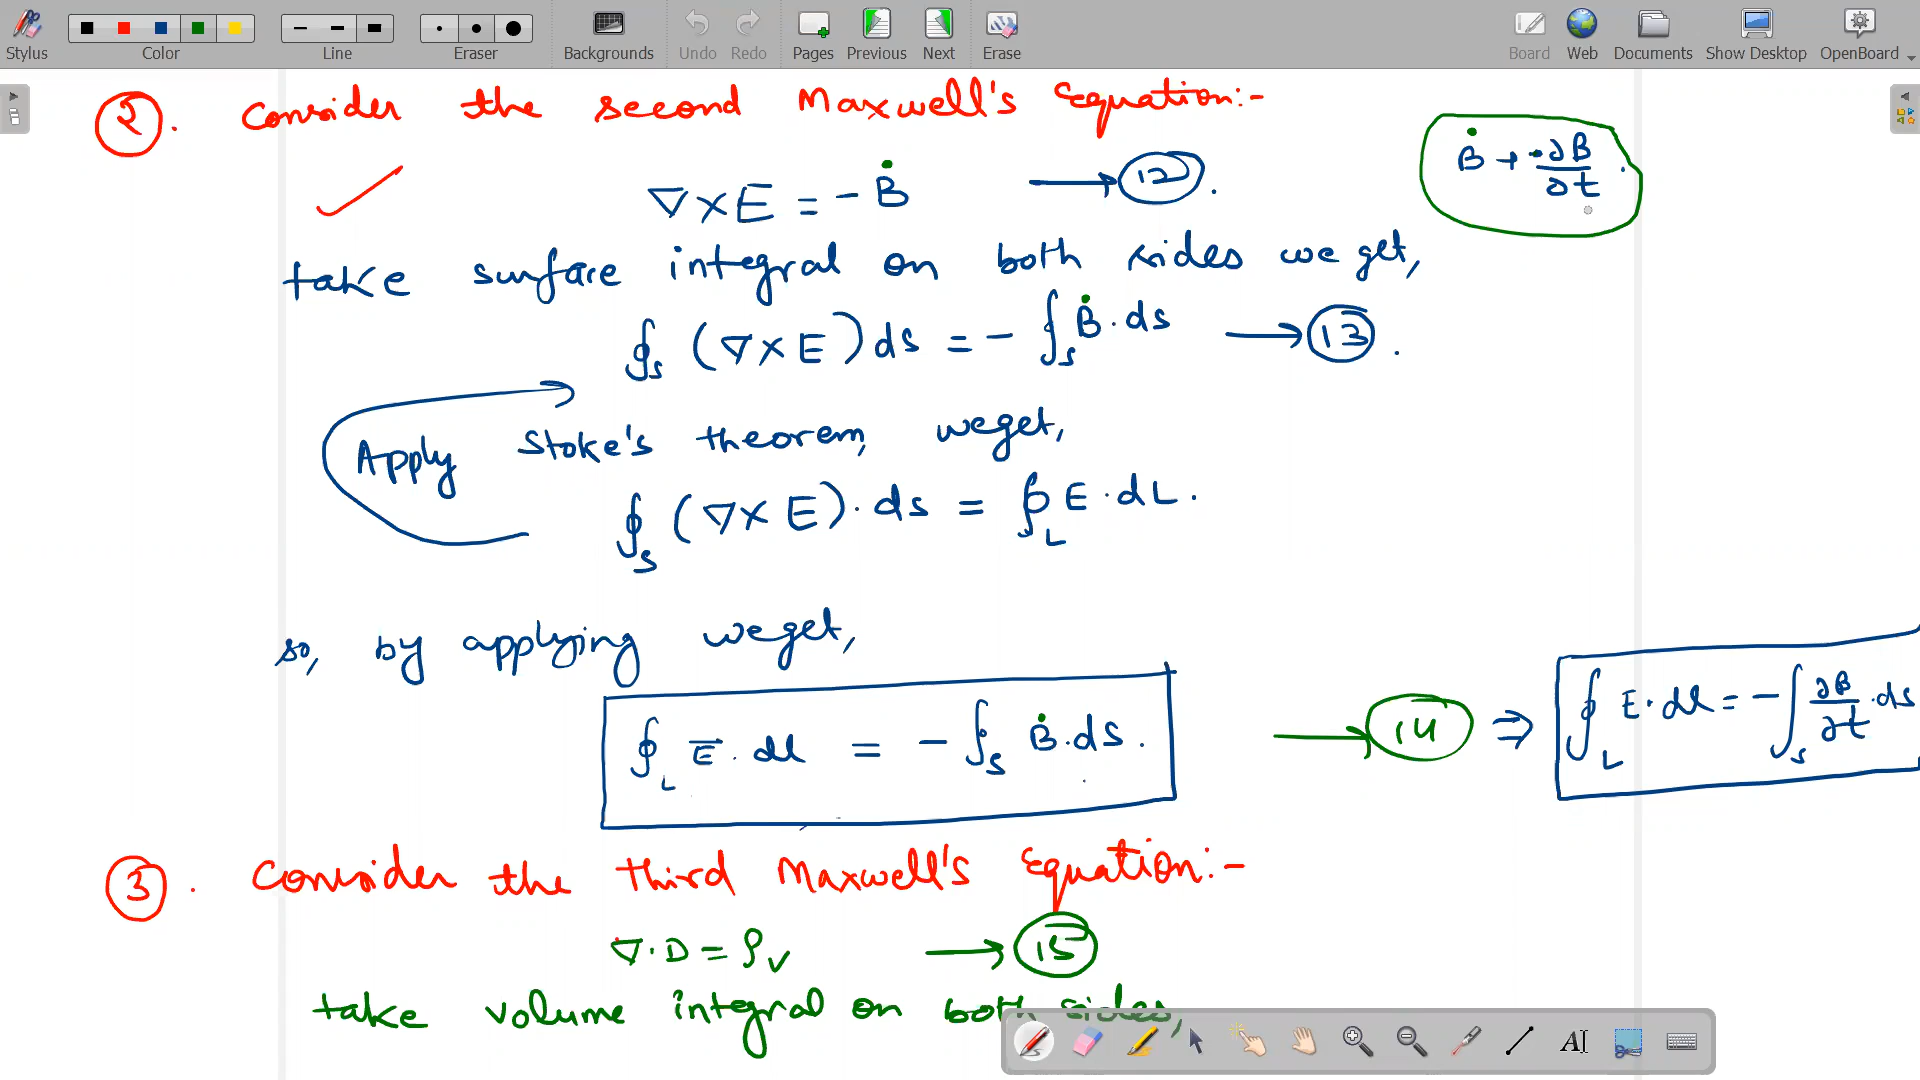 Stylus Color Line Eraser Backgrounds Undo Redo Pages Previous Next Erase Board Web Documents Show Desktop OpenBoard
2. Consider the second Maxwell's Equation:-
∇×E = -Ḃ → 12.
Ḃ → ∂B/∂t.
take surface integral on both sides we get,
∮s (∇×E) ds = - ∫s Ḃ.ds → 13.
Apply Stoke's theorem, weget,
∮s (∇×E).ds = ∮L E.dL.
so, by applying weget,
∮L E.dl = - ∫s Ḃ.ds. → 14 ⇒ ∮L E.dl = - ∫s ∂B/∂t .ds
3. Consider the third Maxwell's Equation:-
∇.D = ρv → 15
take volume integral on both sides,